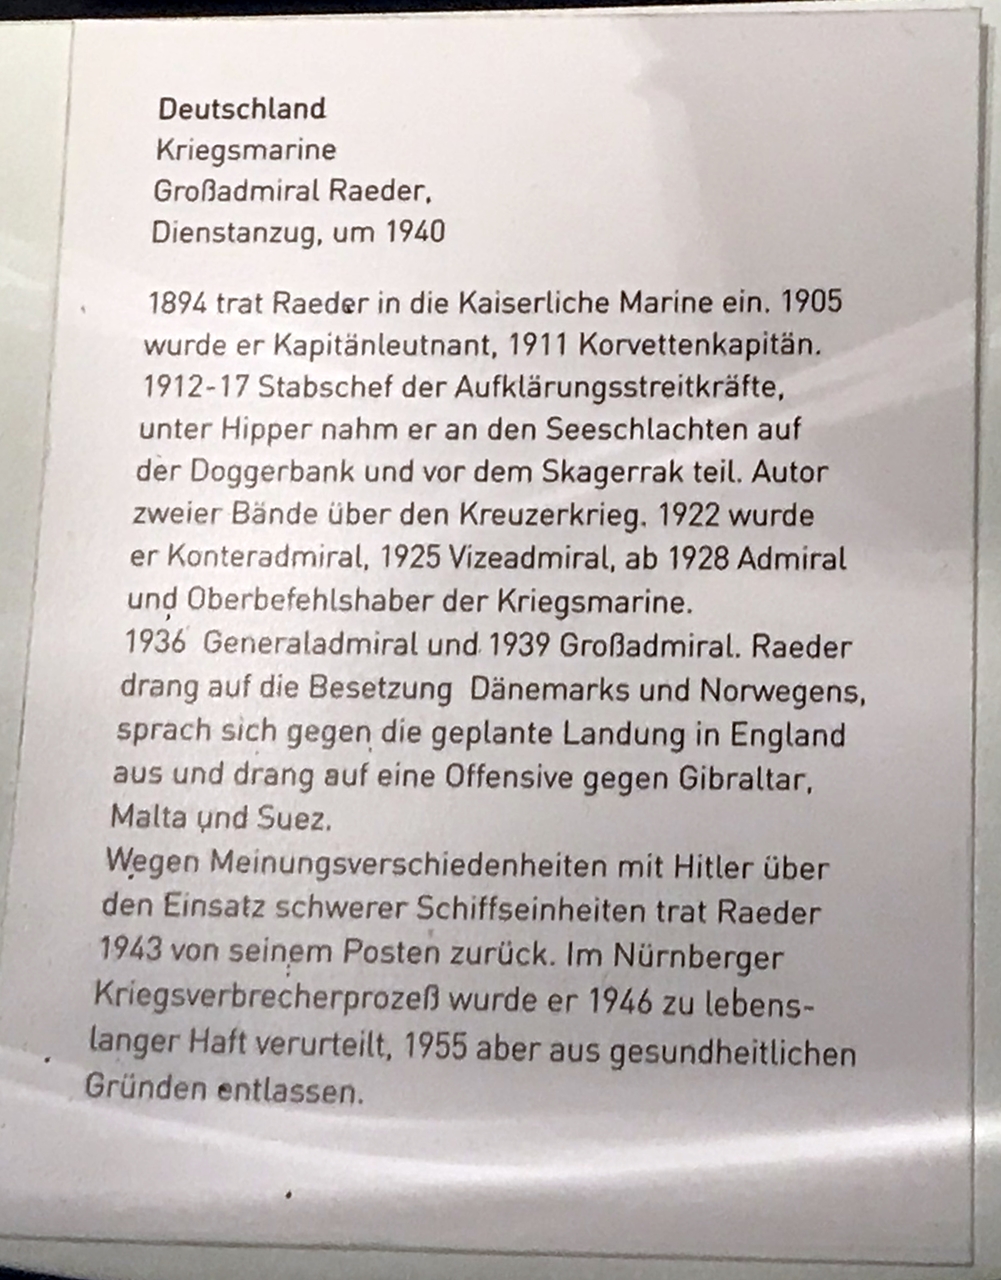 Deutschland
Kriegsmarine
Großadmiral Raeder,
Dienstanzug, um 1940
1894 trat Raeder in die Kaiserliche Marine ein. 1905
wurde er Kapitänleutnant, 1911 Korvettenkapitän.
1912-17 Stabschef der Aufklärungsstreitkräfte,
unter Hipper nahm er an den Seeschlachten auf
der Doggerbank und vor dem Skagerrak teil. Autor
zweier Bände über den Kreuzerkrieg. 1922 wurde
er Konteradmiral, 1925 Vizeadmiral, ab 1928 Admiral
und Oberbefehlshaber der Kriegsmarine.
1936 Generaladmiral und 1939 Großadmiral. Raeder
drang auf die Besetzung Dänemarks und Norwegens,
sprach sich gegen die geplante Landung in England
aus und drang auf eine Offensive gegen Gibraltar,
Malta und Suez.
Wegen Meinungsverschiedenheiten mit Hitler über
den Einsatz schwerer Schiffseinheiten trat Raeder
1943 von seinem Posten zurück. Im Nürnberger
Kriegsverbrecherprozeß wurde er 1946 zu lebens-
langer Haft verurteilt, 1955 aber aus gesundheitlichen
Gründen entlassen.